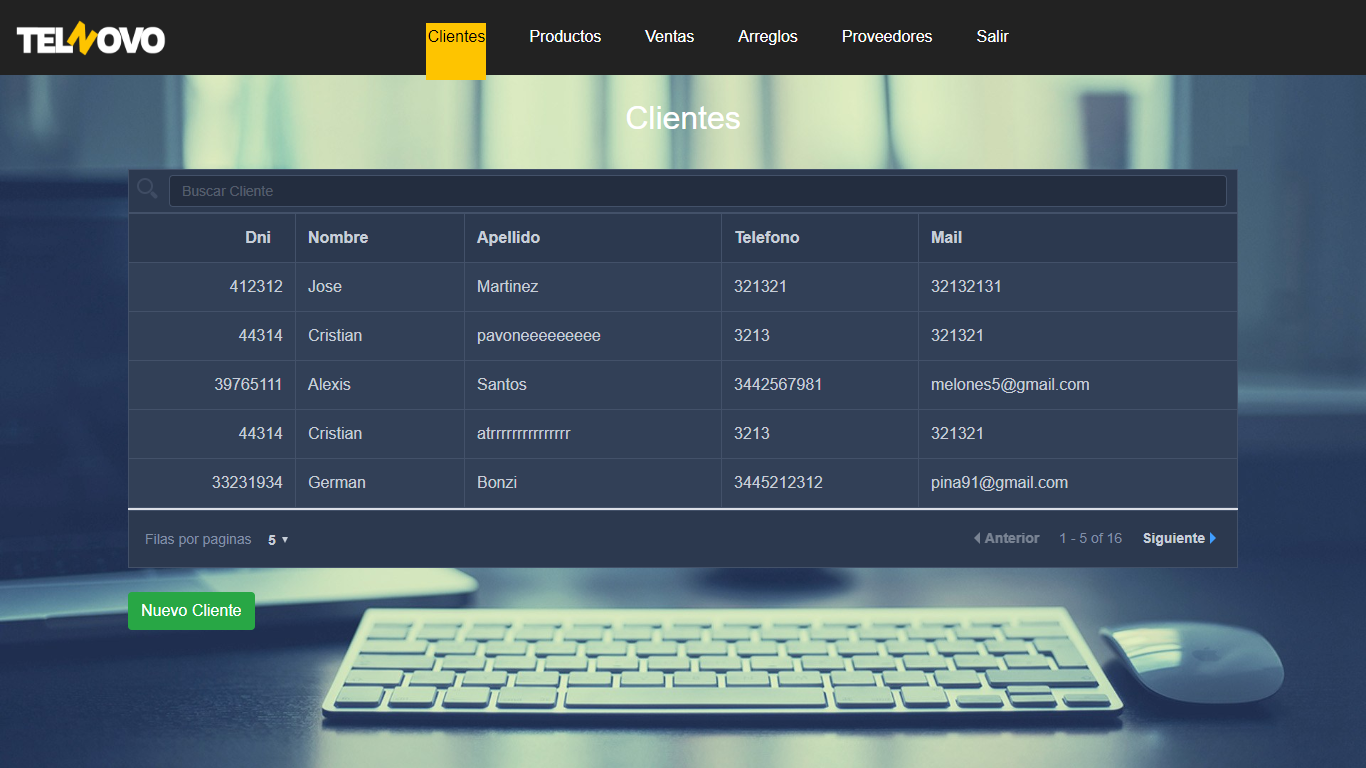 TELNOVO Clientes Productos Ventas Arreglos Proveedores Salir
Clientes
Buscar Cliente
Dni Nombre Apellido Telefono Mail
412312 Jose Martinez 321321 32132131
44314 Cristian pavoneeeeeeeee 3213 321321
39765111 Alexis Santos 3442567981 melones5@gmail.com
44314 Cristian atrrrrrrrrrrrrrr 3213 321321
33231934 German Bonzi 3445212312 pina91@gmail.com
Filas por paginas 5 Anterior 1 - 5 of 16 Siguiente
Nuevo Cliente